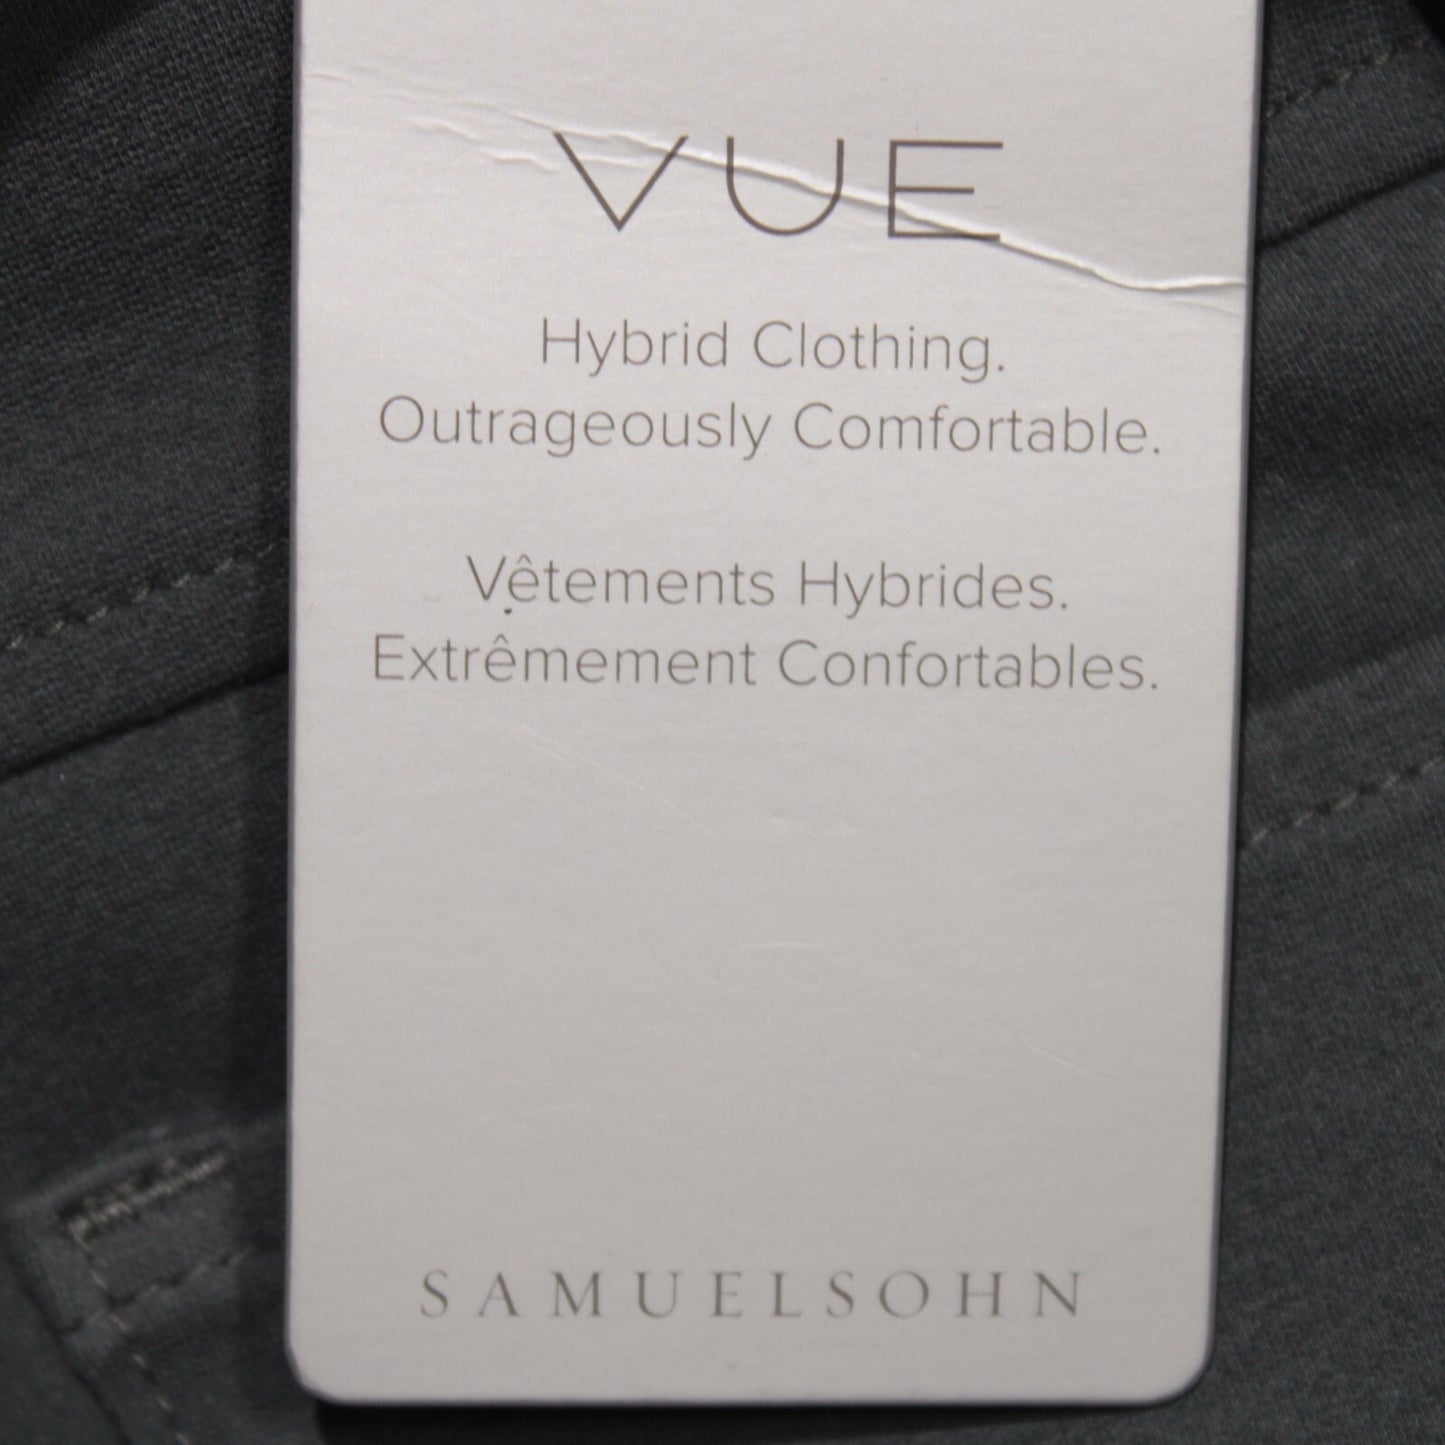 VUE
Hybrid Clothing.
Outrageously Comfortable.
Vêtements Hybrides.
Extrêmement Confortables.
SAMUELSOHN